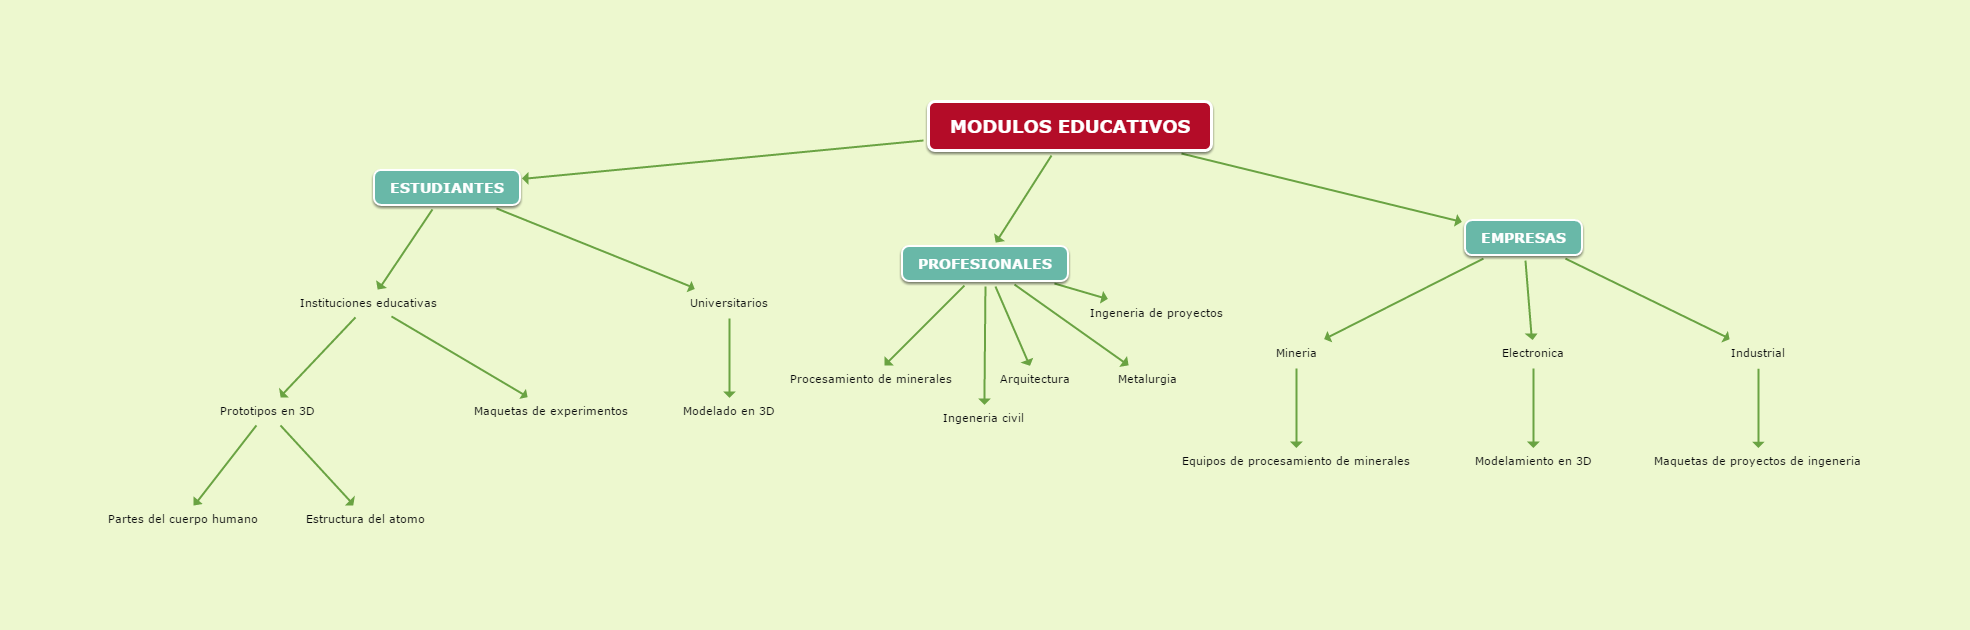 MODULOS EDUCATIVOS
ESTUDIANTES
EMPRESAS
PROFESIONALES
Instituciones educativas
Universitarios
Ingeneria de proyectos
Mineria
Electronica
Industrial
Procesamiento de minerales
Arquitectura
Metalurgia
Prototipos en 3D
Maquetas de experimentos
Modelado en 3D
Ingeneria civil
Equipos de procesamiento de minerales
Modelamiento en 3D
Maquetas de proyectos de ingeneria
Partes del cuerpo humano
Estructura del atomo